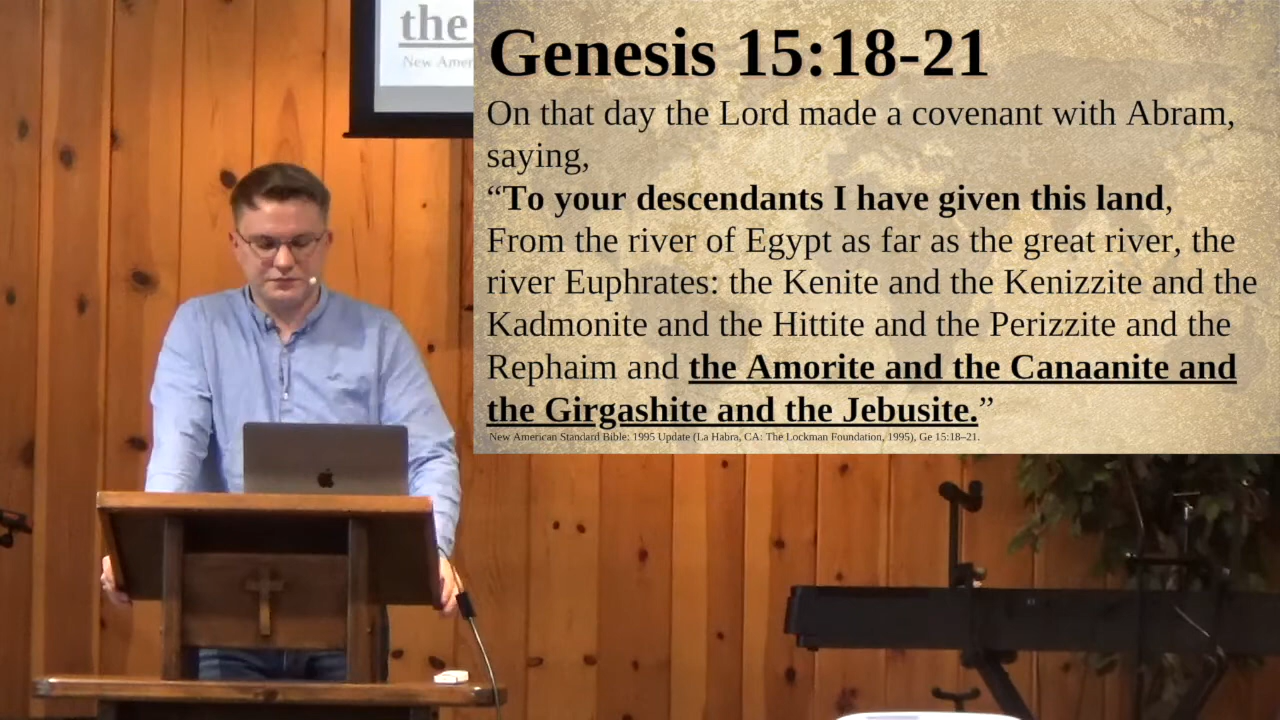 the
New Amer
Genesis 15:18-21
On that day the Lord made a covenant with Abram,
saying,
“To your descendants I have given this land,
From the river of Egypt as far as the great river, the
river Euphrates: the Kenite and the Kenizzite and the
Kadmonite and the Hittite and the Perizzite and the
Rephaim and the Amorite and the Canaanite and
the Girgashite and the Jebusite.”
New American Standard Bible: 1995 Update (La Habra, CA: The Lockman Foundation, 1995), Ge 15:18–21.